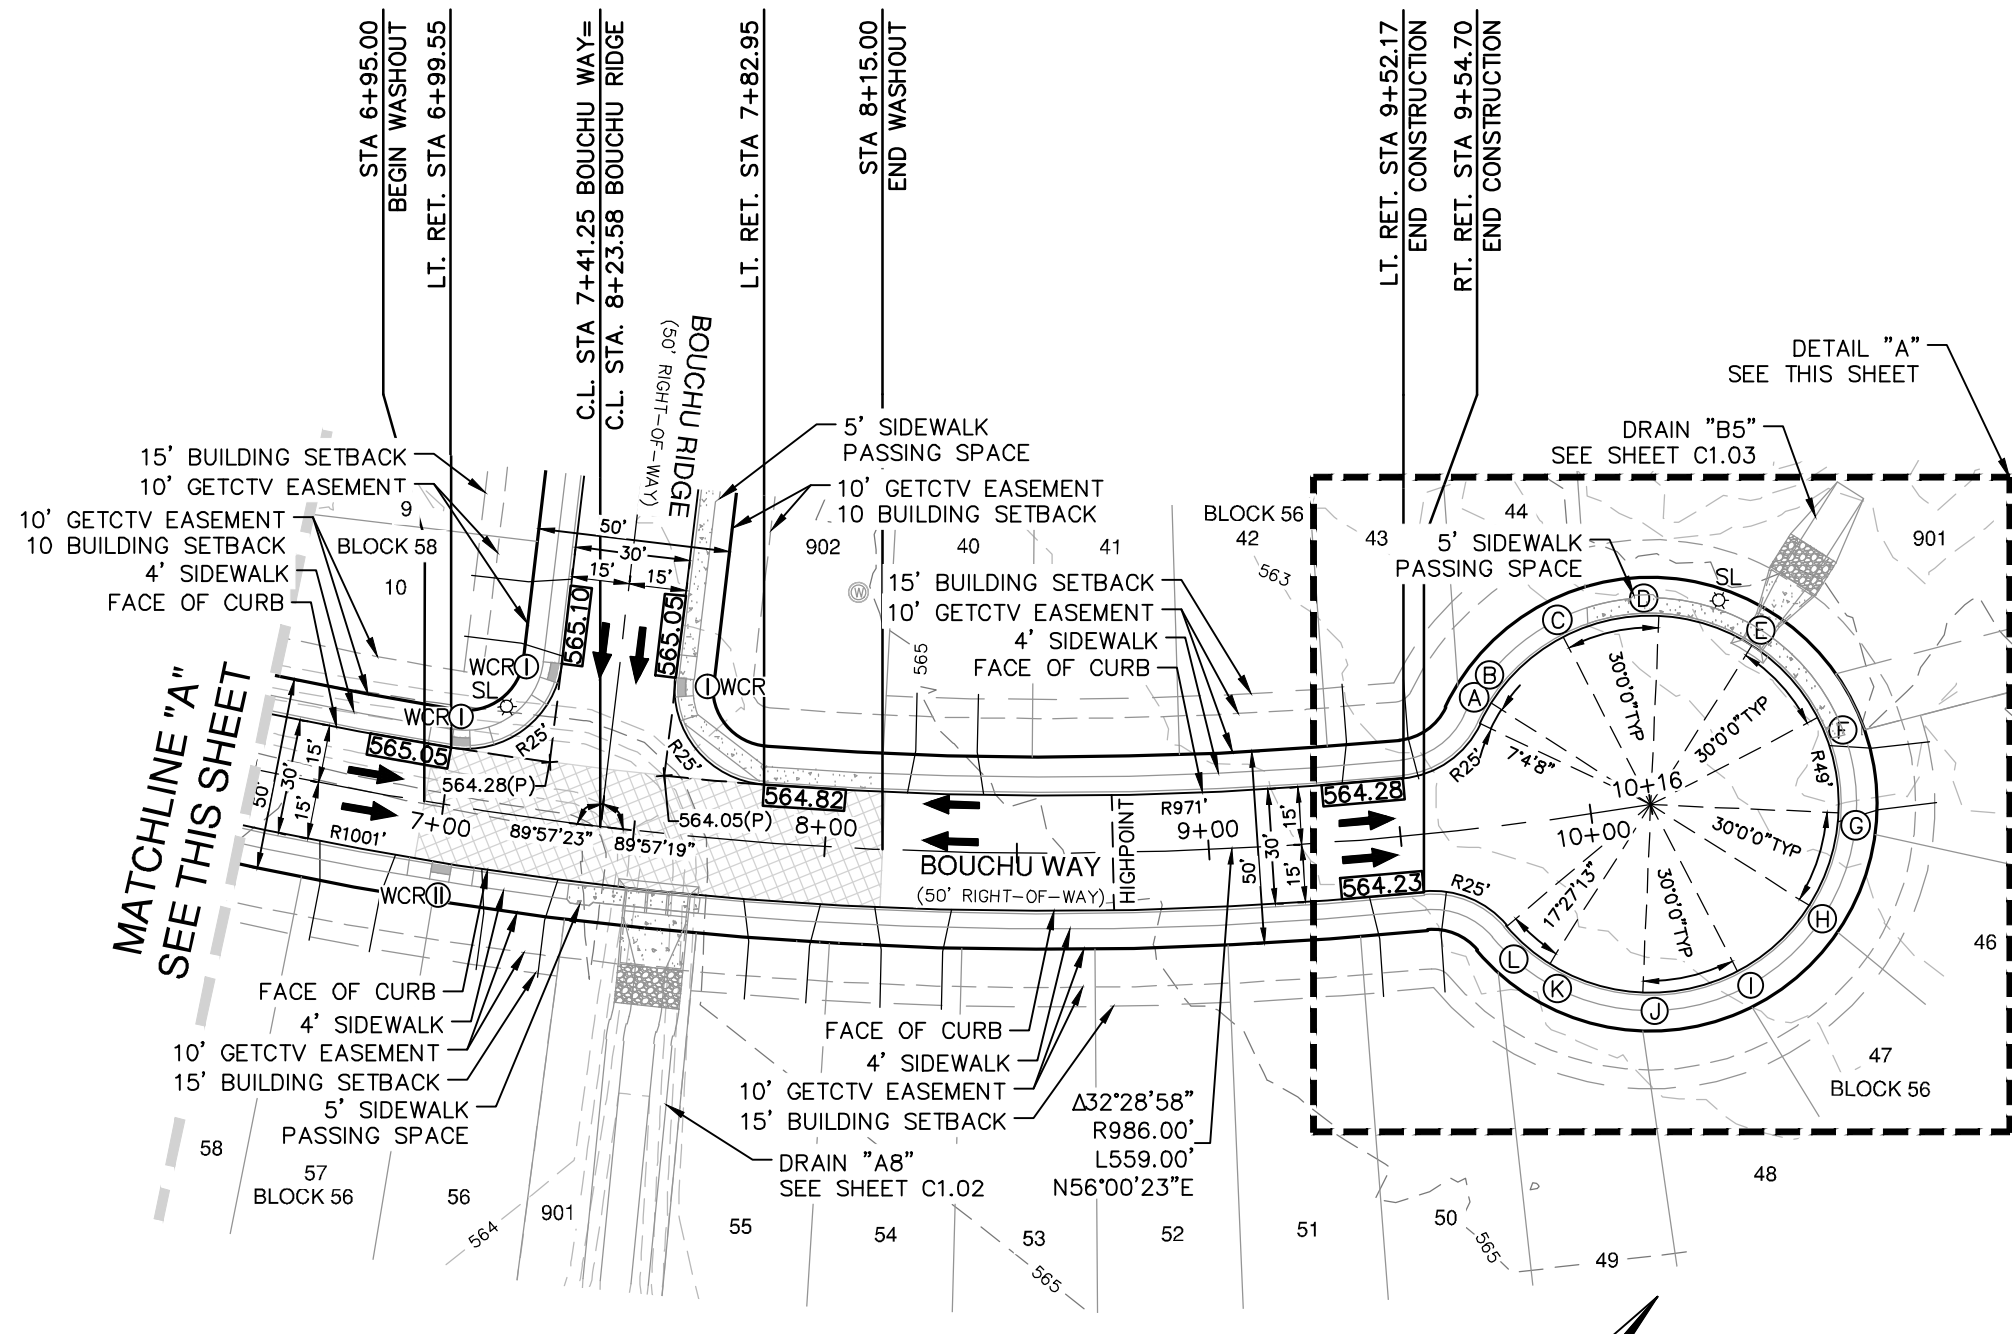 STA 6+95.00
BEGIN WASHOUT
LT. RET. STA 6+99.55
C.L. STA 7+41.25 BOUCHU WAY=
C.L. STA. 8+23.58 BOUCHU RIDGE
LT. RET. STA 7+82.95
STA 8+15.00
END WASHOUT
LT. RET. STA 9+52.17
END CONSTRUCTION
RT. RET. STA 9+54.70
END CONSTRUCTION
BOUCHU RIDGE
(50' RIGHT-OF-WAY)
DETAIL "A"
SEE THIS SHEET
DRAIN "B5"
SEE SHEET C1.03
5' SIDEWALK
PASSING SPACE
15' BUILDING SETBACK
10' GETCTV EASEMENT
9
10' GETCTV EASEMENT
10 BUILDING SETBACK
4' SIDEWALK
FACE OF CURB
BLOCK 58
10
10' GETCTV EASEMENT
10 BUILDING SETBACK
50'
30'
15'
15'
902
40
41
BLOCK 56
42
43
44
901
563
5' SIDEWALK
PASSING SPACE
15' BUILDING SETBACK
10' GETCTV EASEMENT
4' SIDEWALK
FACE OF CURB
W
565
SL
565.10
565.05
WCR I
SL
I WCR
WCR I
565.05
R25'
R25'
564.28(P)
564.05(P)
564.82
564.28
564.23
MATCHLINE "A"
SEE THIS SHEET
50'
30'
15'
15'
R1001'
7+00
89°57'23"
89°57'19"
8+00
BOUCHU WAY
(50' RIGHT-OF-WAY)
HIGHPOINT
R971'
9+00
50'
30'
15'
15'
WCR II
A
B
C
D
E
F
G
H
I
J
K
L
R25'
R25'
7°4'8"
30°0'0"TYP
30°0'0"TYP
R49'
10+16
10+00
30°0'0"TYP
30°0'0"TYP
17°27'13"
46
47
BLOCK 56
FACE OF CURB
4' SIDEWALK
10' GETCTV EASEMENT
15' BUILDING SETBACK
5' SIDEWALK
PASSING SPACE
FACE OF CURB
4' SIDEWALK
10' GETCTV EASEMENT
15' BUILDING SETBACK
Δ32°28'58"
R986.00'
L559.00'
N56°00'23"E
DRAIN "A8"
SEE SHEET C1.02
58
57
BLOCK 56
56
901
564
55
54
53
565
52
51
50
565
49
48